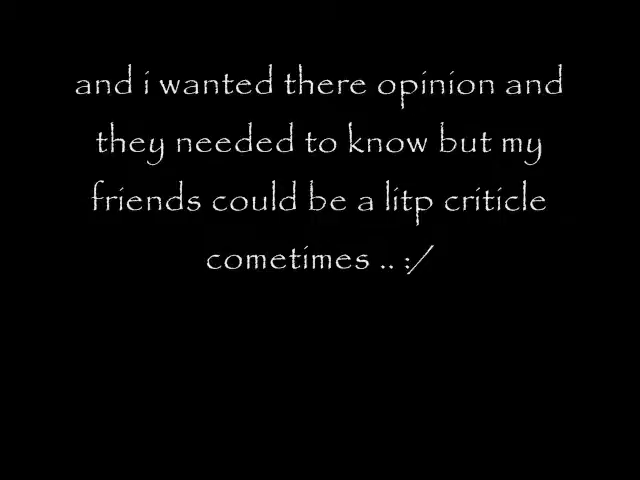 and i wanted there opinion and
they needed to know but my
friends could be a litp criticle
cometimes .. :/